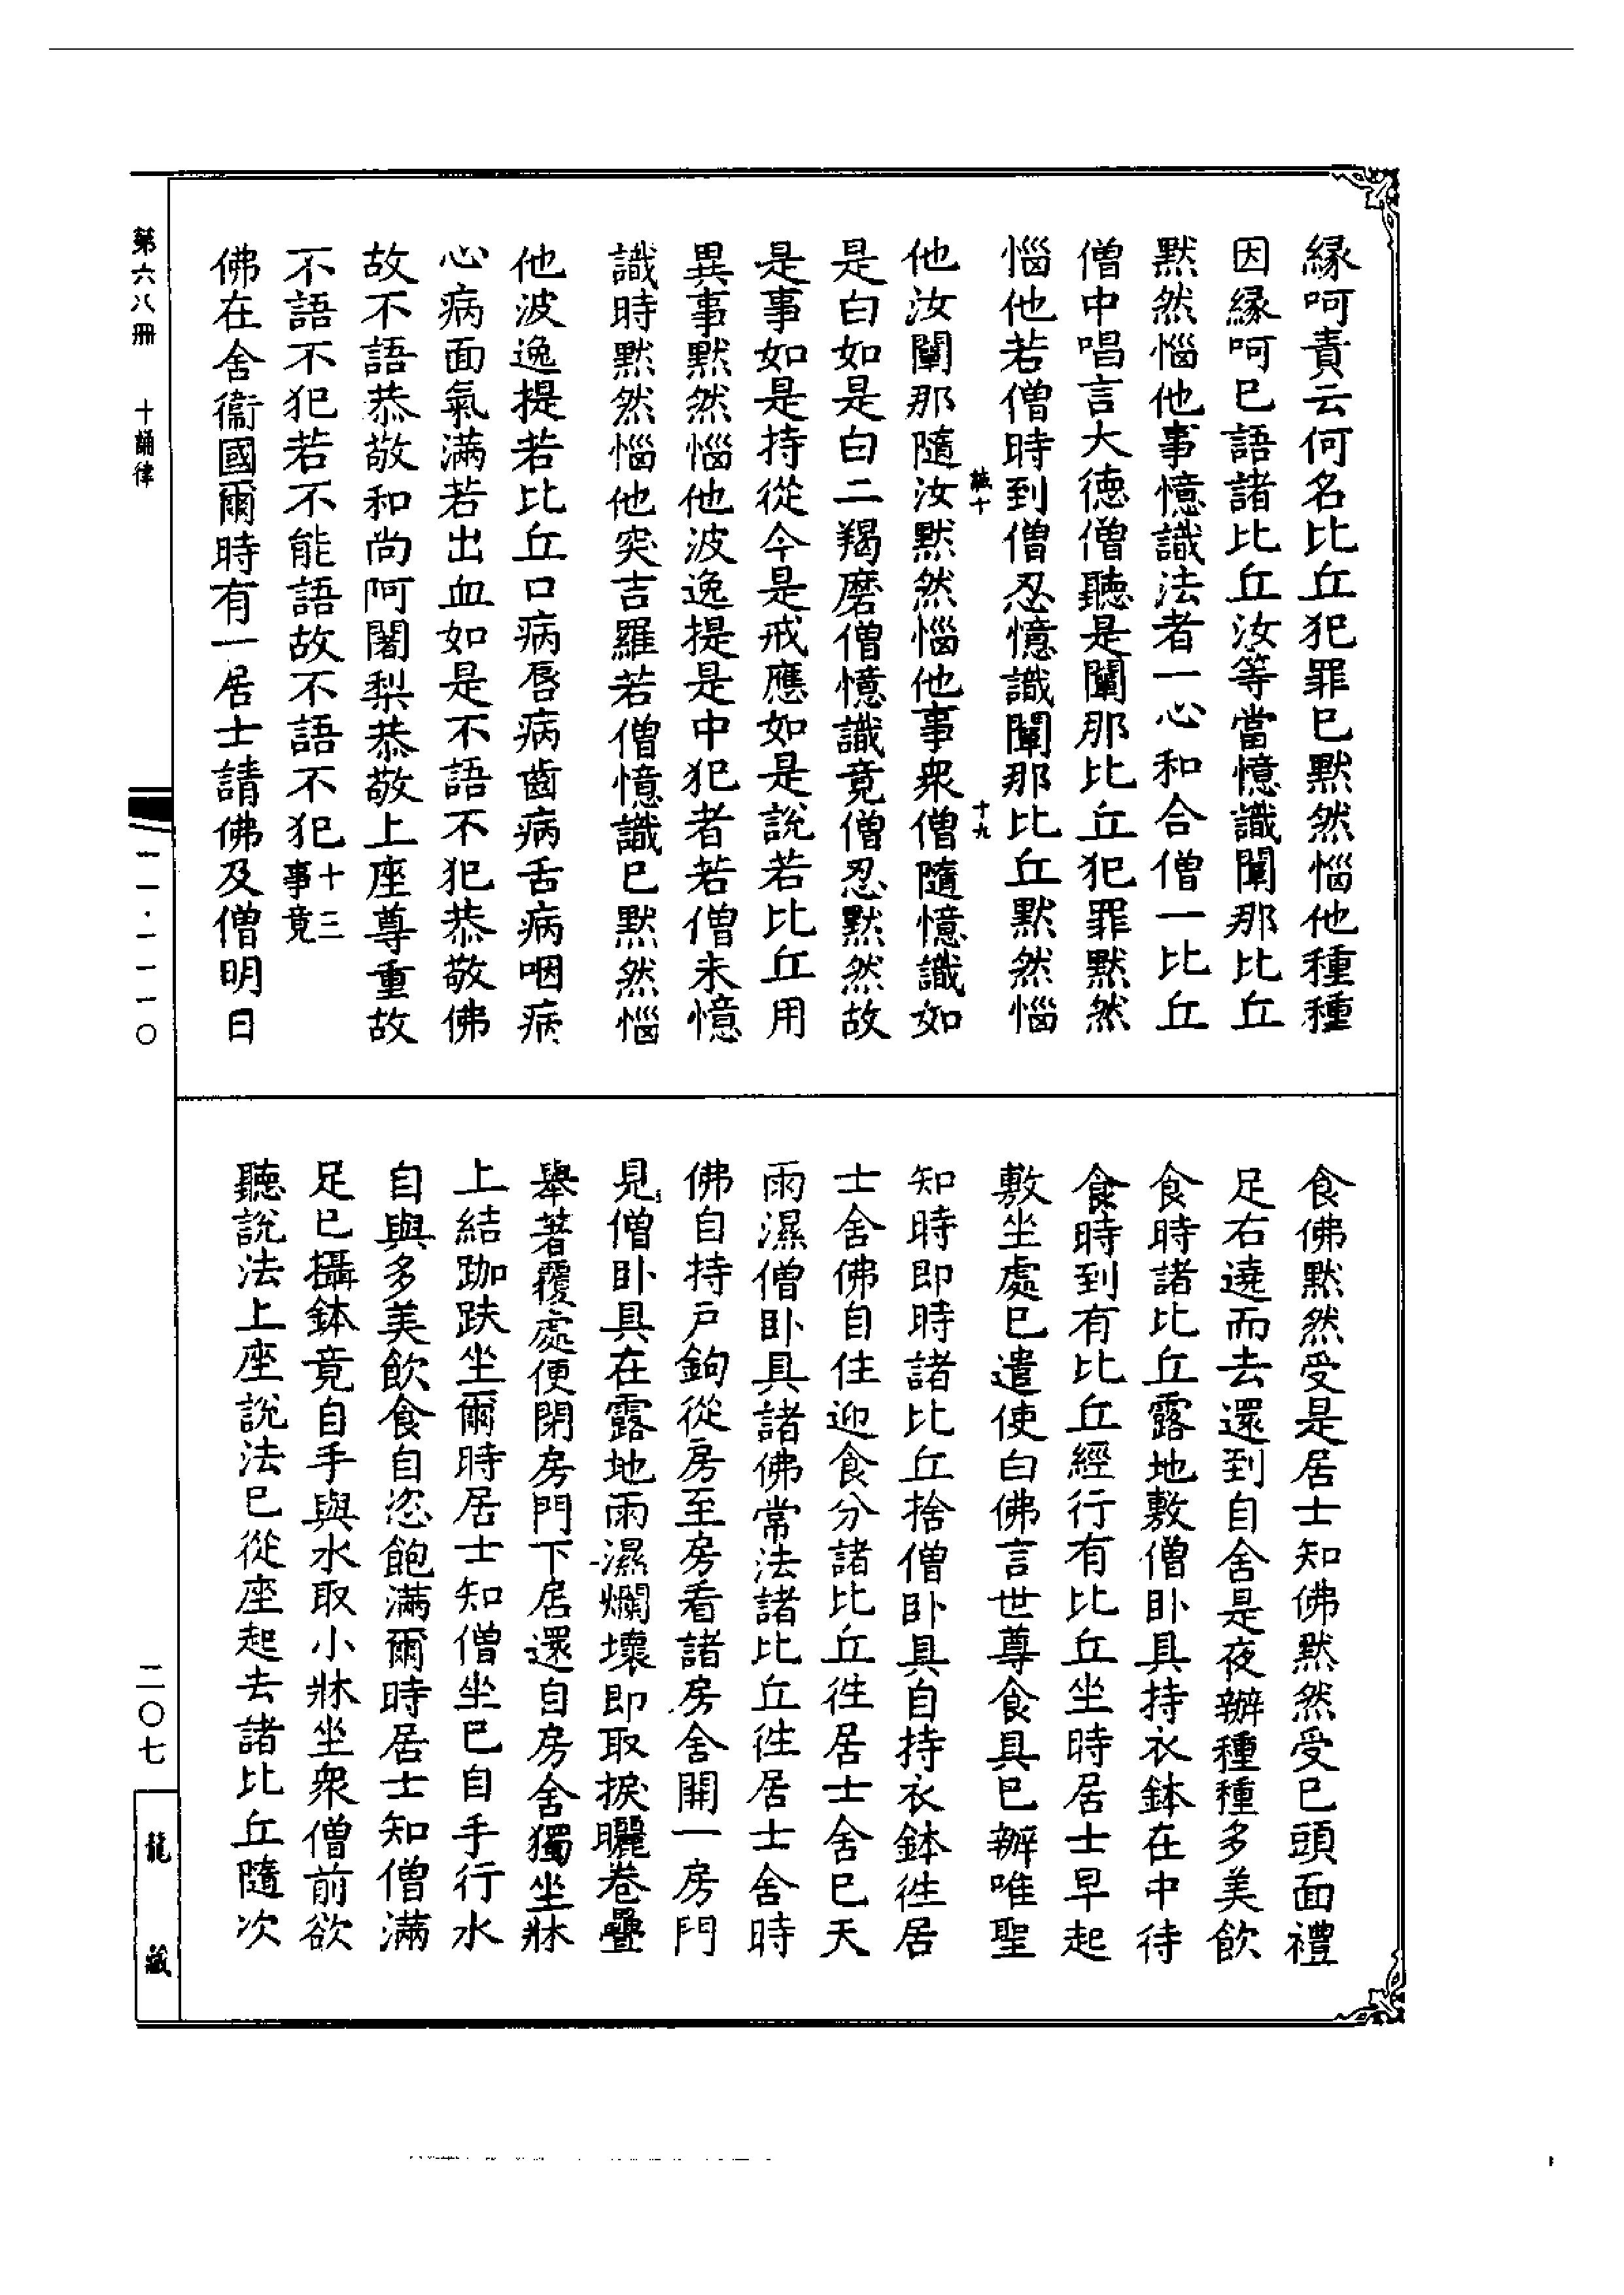 緣呵責云何名比丘犯罪已默然惱他種種
因緣呵已語諸比丘汝等當憶識闡那比丘
默然惱他事憶識法者一心和合僧一比丘
僧中唱言大德僧聽是闡那比丘犯罪默然
惱他若僧時到僧忍憶識闡那比丘默然惱
十九
他汝闡那隨汝默然惱他事衆僧隨憶識如
是白如是白二羯磨僧憶識竟僧忍默然故
是事如是持從今是戒應如是說若比丘用
異事默然惱他波逸提是中犯者若僧未憶
識時默然惱他突吉羅若僧憶識已默然惱
他波逸提若比丘口病唇病齒病舌病咽病
心病面氣滿若出血如是不語不犯恭敬佛
故不語恭敬和尚阿闍梨恭敬上座尊重故
不語不犯若不能語故不語不犯十三事竟
佛在舍衞國爾時有一居士請佛及僧明日
食佛默然受是居士知佛默然受已頭面禮
足右遶而去還到自舍是夜辦種種多美飲
食時諸比丘露地敷僧卧具持衣鉢在中待
食時到有比丘經行有比丘坐時居士早起
敷坐處已遣使白佛言世尊食具已辦唯聖
知時即時諸比丘捨僧卧具自持衣鉢徃居
士舍佛自住迎食分諸比丘徃居士舍已天
雨濕僧卧具諸佛常法諸比丘徃居士舍時
佛自持户鉤從房至房看諸房舍開一房門
見僧卧具在露地雨濕爛壞即取捩曬卷疊
舉著覆處便閉房門下居還自房舍獨坐牀
上結跏趺坐爾時居士知僧坐已自手行水
自與多美飲食自恣飽滿爾時居士知僧滿
足已攝鉢竟自手與水取小牀坐衆僧前欲
聽說法上座說法已從座起去諸比丘隨次
第六八冊 十誦律
一一·一一一〇
二〇七
龍藏